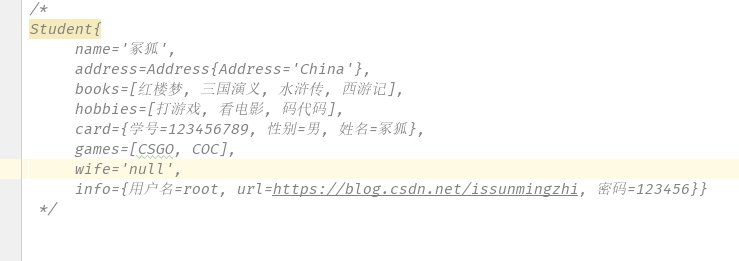 /*
Student{
name='冢狐',
address=Address{Address='China'},
books=[红楼梦, 三国演义, 水浒传, 西游记],
hobbies=[打游戏, 看电影, 码代码],
card={学号=123456789, 性别=男, 姓名=冢狐},
games=[CSGO, COC],
wife='null',
info={用户名=root, url=https://blog.csdn.net/issunmingzhi, 密码=123456}}
*/